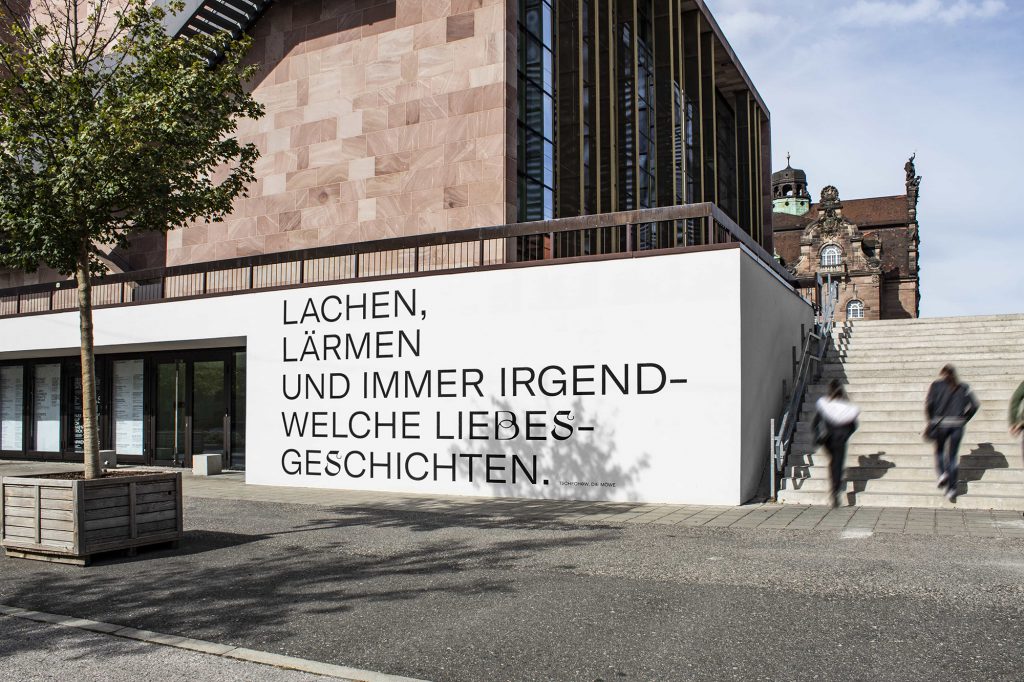 LACHEN,
LÄRMEN
UND IMMER IRGEND-
WELCHE LIEBES-
GESCHICHTEN.
TSCHECHOW, DIE MÖWE